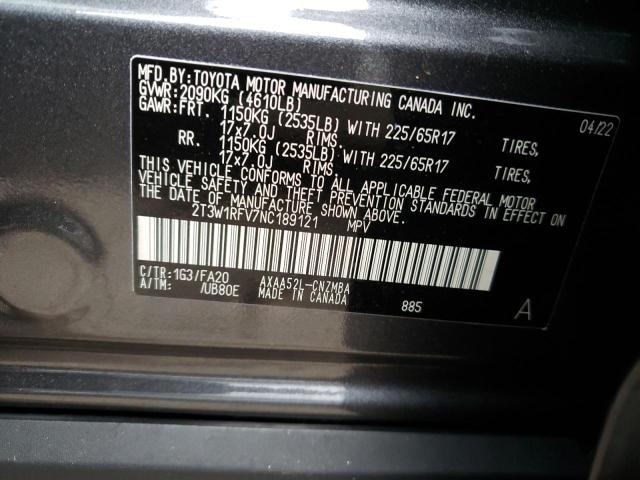 MFD.BY:TOYOTA MOTOR MANUFACTURING CANADA INC.
GVWR:2090KG (4610LB) 04/22
GAWR:FRT. 1150KG (2535LB) WITH 225/65R17 TIRES,
17x7.0J RIMS.
RR. 1150KG (2535LB) WITH 225/65R17 TIRES,
17x7.0J RIMS.
THIS VEHICLE CONFORMS TO ALL APPLICABLE FEDERAL MOTOR
VEHICLE SAFETY AND THEFT PREVENTION STANDARDS IN EFFECT ON
THE DATE OF MANUFACTURE SHOWN ABOVE.
2T3W1RFV7NC189121 MPV
C/TR:1G3/FA20 AXAA52L-CNZMBA
A/TM: /UB80E MADE IN CANADA 885 A